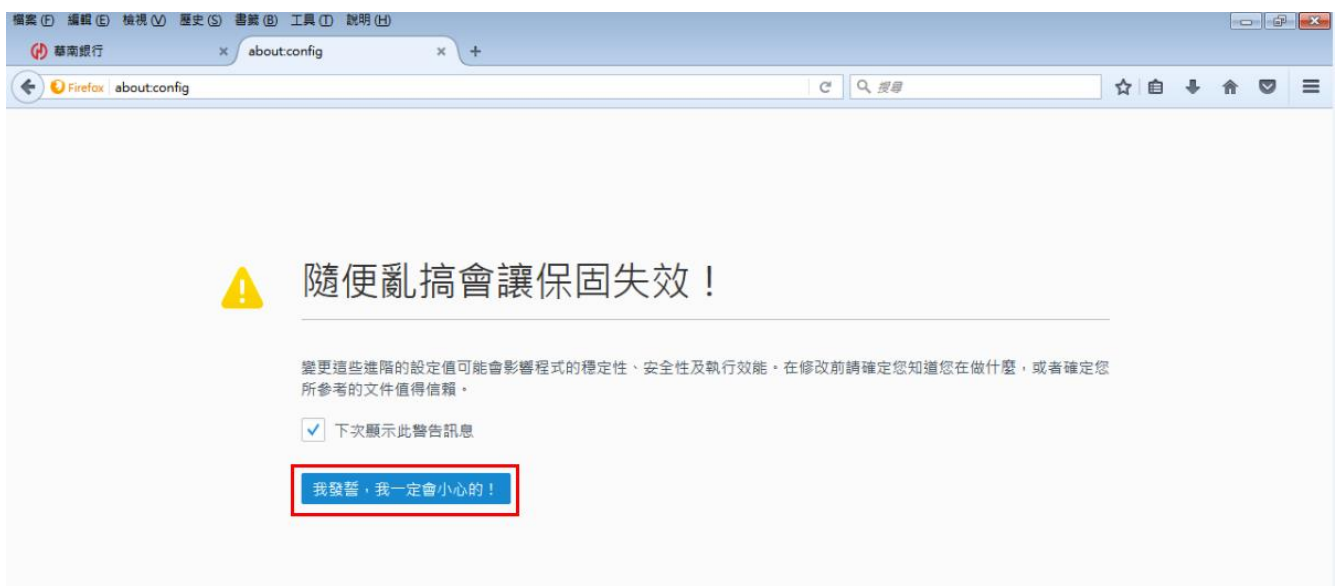 檔案(F) 編輯(E) 檢視(V) 歷史(S) 書籤(B) 工具(T) 說明(H)
華南銀行 × about:config × +
Firefox about:config 搜尋
隨便亂搞會讓保固失效！
變更這些進階的設定值可能會影響程式的穩定性、安全性及執行效能。在修改前請確定您知道您在做什麼，或者確定您
所參考的文件值得信賴。
下次顯示此警告訊息
我發誓，我一定會小心的！